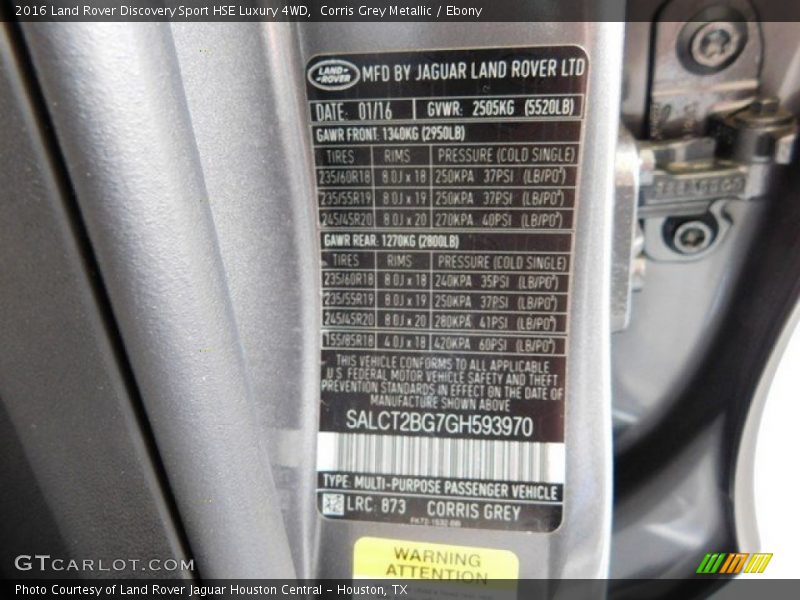 2016 Land Rover Discovery Sport HSE Luxury 4WD,  Corris Grey Metallic / Ebony
LAND-ROVER MFD BY JAGUAR LAND ROVER LTD
DATE: 01/16 GVWR: 2505KG (5520LB)
GAWR FRONT: 1340KG (2950LB)
TIRES RIMS PRESSURE (COLD SINGLE)
235/60R18 8.0J x 18 250KPA 37PSI (LB/PO²)
235/55R19 8.0J x 19 250KPA 37PSI (LB/PO²)
245/45R20 8.0J x 20 270KPA 40PSI (LB/PO²)
GAWR REAR: 1270KG (2800LB)
TIRES RIMS PRESSURE (COLD SINGLE)
235/60R18 8.0J x 18 240KPA 35PSI (LB/PO²)
235/55R19 8.0J x 19 250KPA 37PSI (LB/PO²)
245/45R20 8.0J x 20 280KPA 41PSI (LB/PO²)
155/85R18 4.0J x 18 420KPA 60PSI (LB/PO²)
THIS VEHICLE CONFORMS TO ALL APPLICABLE
U.S. FEDERAL MOTOR VEHICLE SAFETY AND THEFT
PREVENTION STANDARDS IN EFFECT ON THE DATE OF
MANUFACTURE SHOWN ABOVE
SALCT2BG7GH593970
TYPE: MULTI-PURPOSE PASSENGER VEHICLE
LRC: 873 CORRIS GREY
WARNING
ATTENTION
GTCARLOT.COM
Photo Courtesy of Land Rover Jaguar Houston Central – Houston, TX